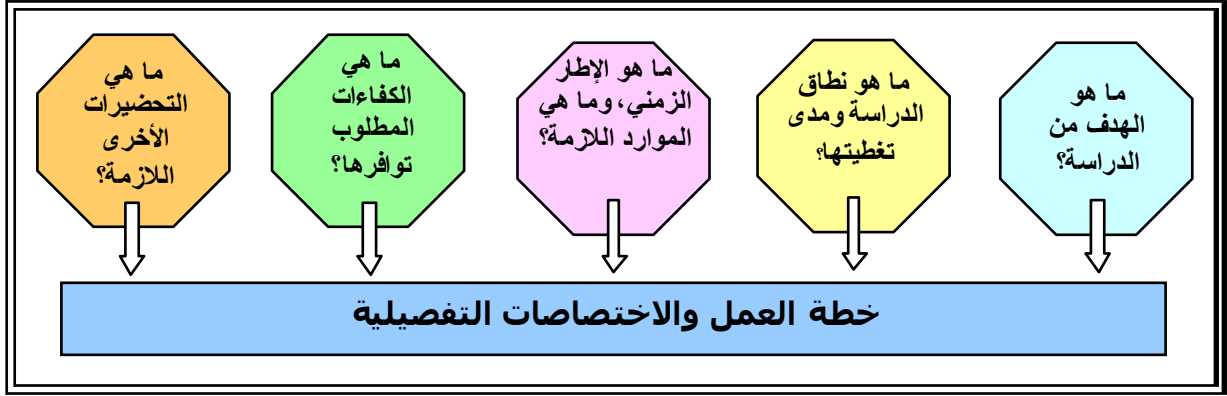 ما هو
الهدف من
الدراسة؟
ما هو نطاق
الدراسة ومدى
تغطيتها؟
ما هو الإطار
الزمني، وما هي
الموارد اللازمة؟
ما هي
الكفاءات
المطلوب
توافرها؟
ما هي
التحضيرات
الأخرى
اللازمة؟
خطة العمل والاختصاصات التفصيلية